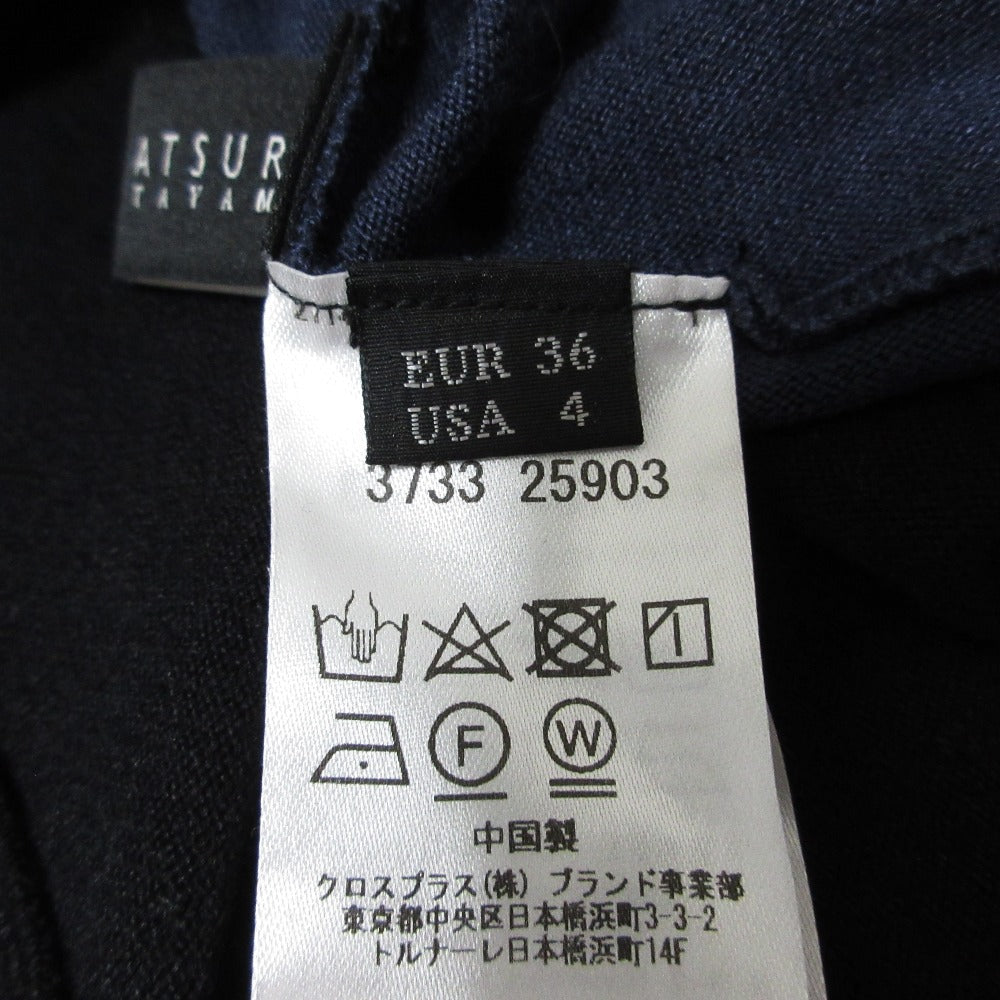 ATSUR
TAYAM
EUR 36
USA 4
3733 25903
F W
中国製
クロスプラス(株) ブランド事業部
東京都中央区日本橋浜町3-3-2
トルナーレ日本橋浜町14F